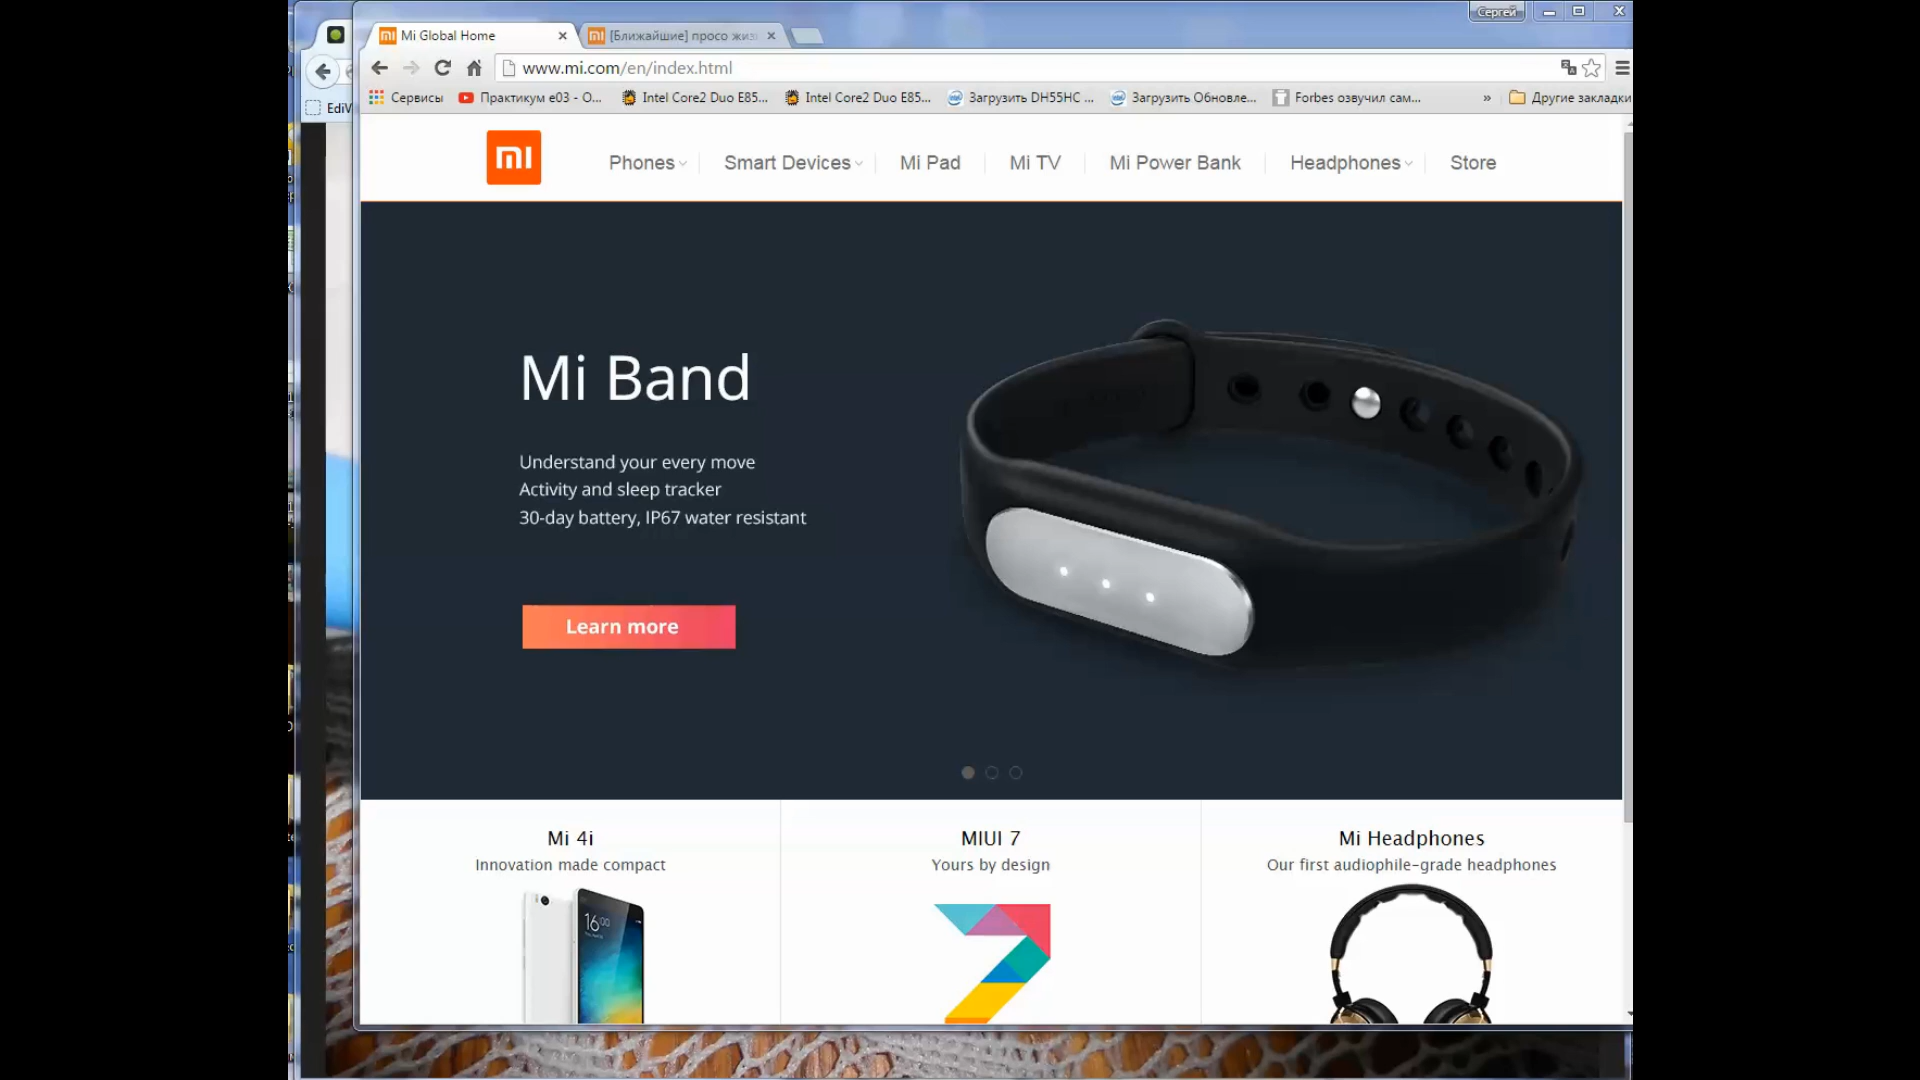 Сергей
Mi Global Home
[Ближайшие] просо жиз
www.mi.com/en/index.html
EdiV
Сервисы
Практикум e03 - О...
Intel Core2 Duo E85...
Intel Core2 Duo E85...
Загрузить DH55HC ...
Загрузить Обновле...
Forbes озвучил сам...
»
Другие закладки
mi
Phones
Smart Devices
Mi Pad
Mi TV
Mi Power Bank
Headphones
Store
Mi Band
Understand your every move
Activity and sleep tracker
30-day battery, IP67 water resistant
Learn more
Mi 4i
Innovation made compact
16:00
MIUI 7
Yours by design
Mi Headphones
Our first audiophile-grade headphones